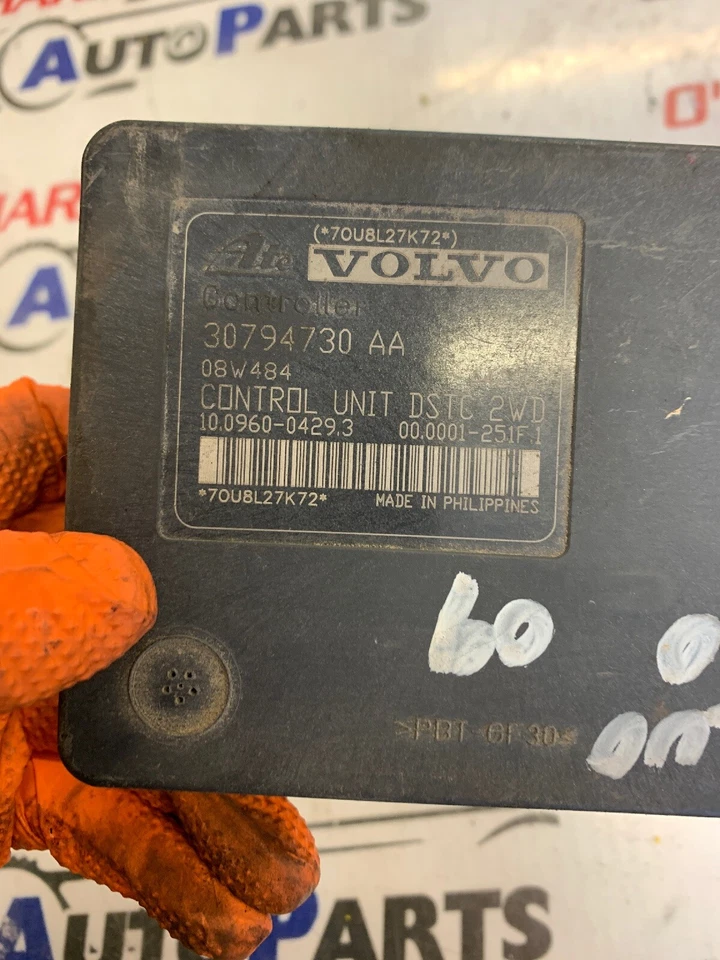 AUTOPARTS
(*70U8L27K72*)
Ate VOLVO
Controller
30794730 AA
08W484
CONTROL UNIT DSTC 2WD
10.0960-0429.3 00.0001-251F.1
*70U8L27K72* MADE IN PHILIPPINES
60
>PBT GF30<
AUTOPARTS